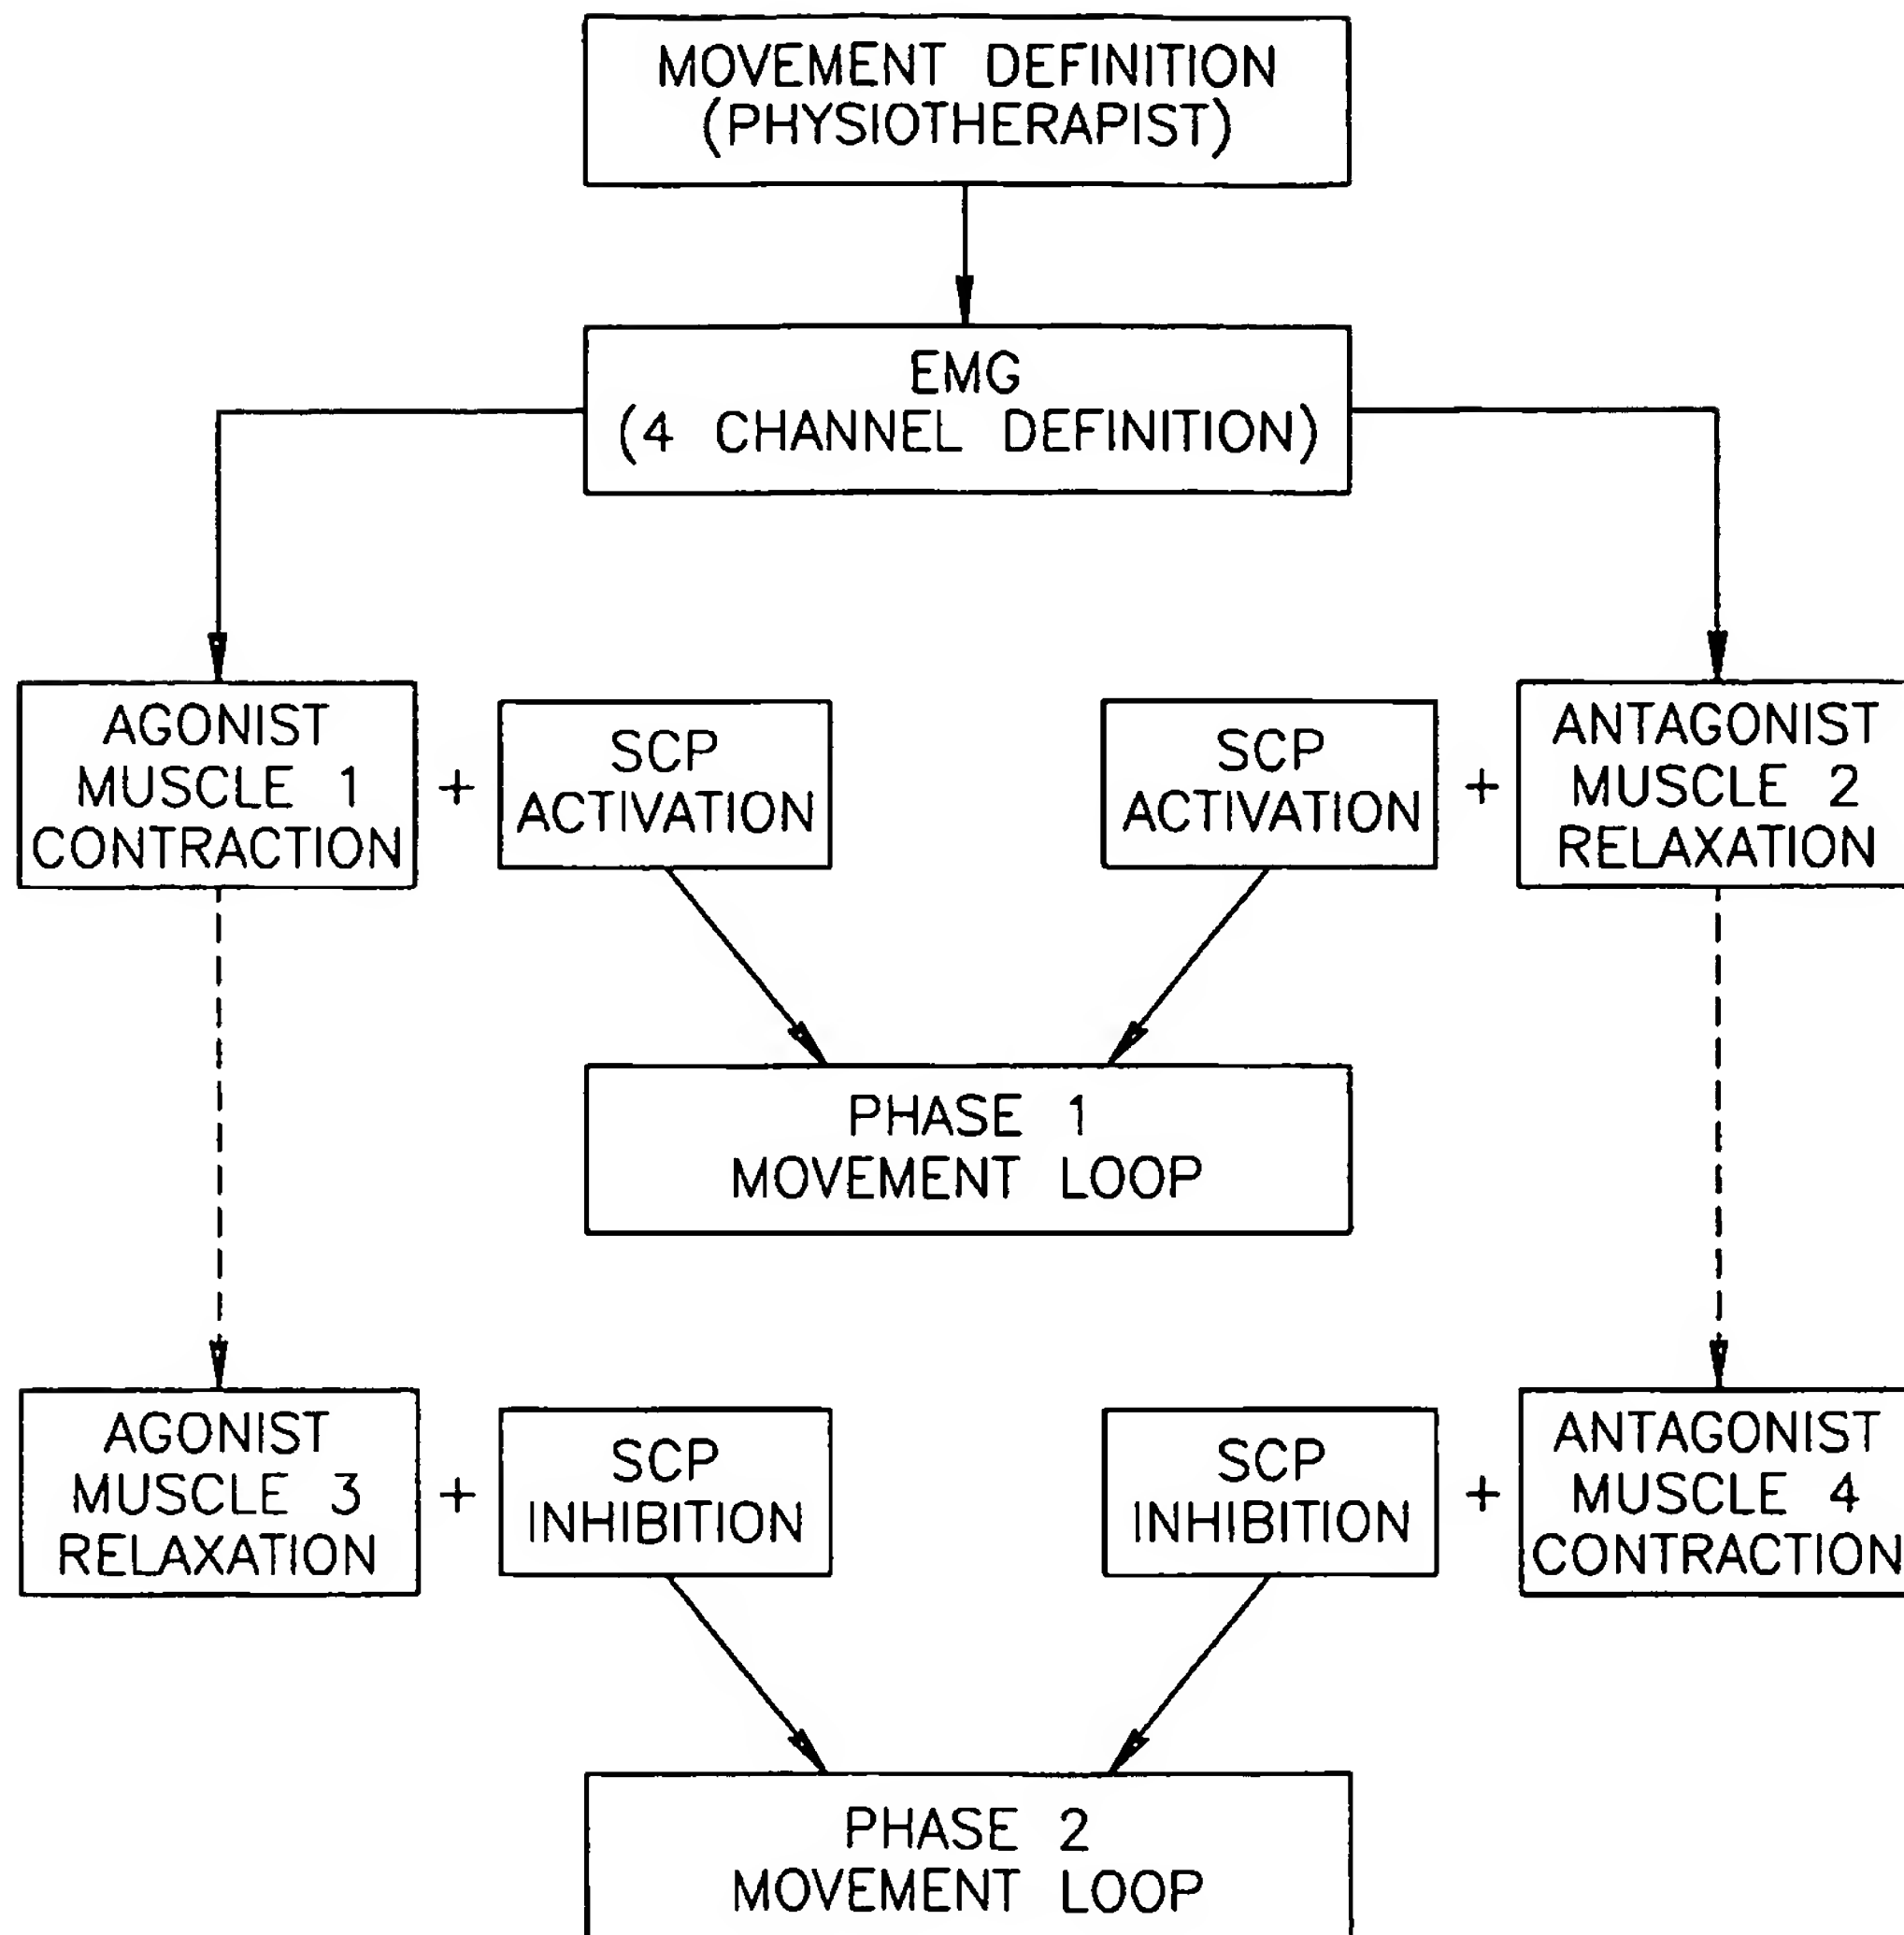 MOVEMENT DEFINITION
(PHYSIOTHERAPIST)
EMG
(4 CHANNEL DEFINITION)
AGONIST
MUSCLE 1
CONTRACTION
+
SCP
ACTIVATION
SCP
ACTIVATION
+
ANTAGONIST
MUSCLE 2
RELAXATION
PHASE 1
MOVEMENT LOOP
AGONIST
MUSCLE 3
RELAXATION
+
SCP
INHIBITION
SCP
INHIBITION
+
ANTAGONIST
MUSCLE 4
CONTRACTION
PHASE 2
MOVEMENT LOOP